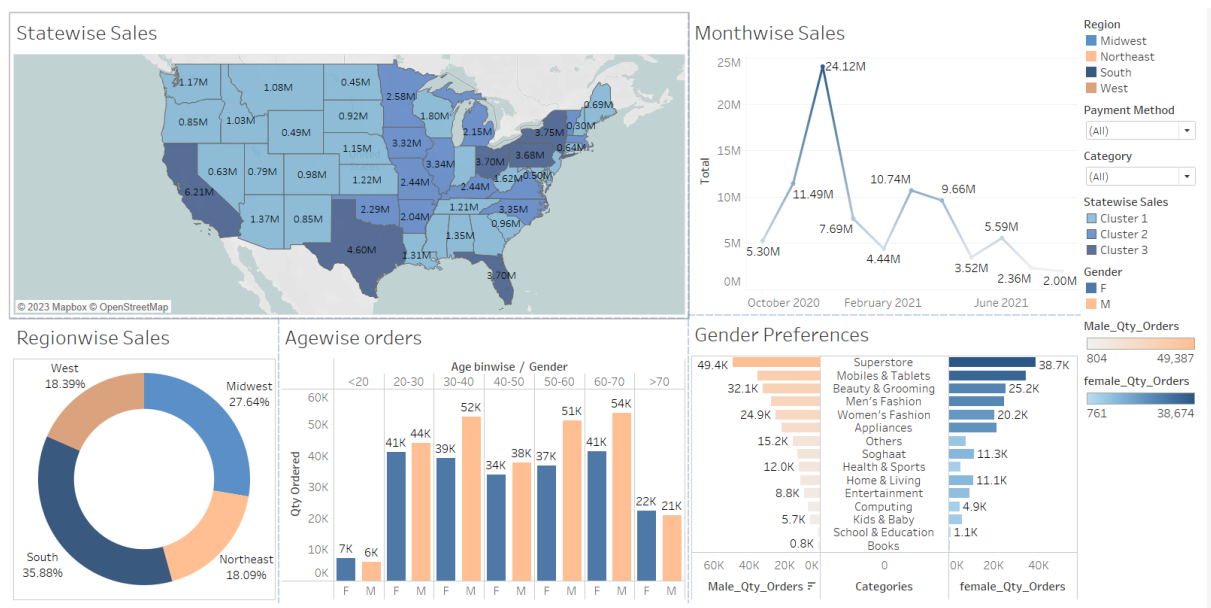 Statewise Sales
1.17M
1.08M
0.45M
2.58M
0.85M
1.03M
0.49M
0.92M
1.80M
2.15M
0.69M
0.30M
3.75M
0.64M
1.15M
3.32M
3.34M
3.70M
3.68M
6.21M
0.63M
0.79M
0.98M
1.22M
2.44M
2.44M
1.62M
0.50M
1.37M
0.85M
2.29M
2.04M
1.21M
3.35M
0.96M
4.60M
1.31M
1.35M
3.70M
© 2023 Mapbox © OpenStreetMap
Monthwise Sales
Total
25M
20M
15M
10M
5M
0M
5.30M
11.49M
24.12M
7.69M
4.44M
10.74M
9.66M
3.52M
5.59M
2.36M
2.00M
October 2020
February 2021
June 2021
Region
Midwest
Northeast
South
West
Payment Method
(All)
Category
(All)
Statewise Sales
Cluster 1
Cluster 2
Cluster 3
Gender
F
M
Male_Qty_Orders
804 49,387
female_Qty_Orders
761 38,674
Regionwise Sales
West
18.39%
Midwest
27.64%
South
35.88%
Northeast
18.09%
Agewise orders
Age binwise / Gender
<20 20-30 30-40 40-50 50-60 60-70 >70
Qty Ordered
60K
50K
40K
30K
20K
10K
0K
7K 6K 41K 44K 39K 52K 34K 38K 37K 51K 41K 54K 22K 21K
F M F M F M F M F M F M F M
Gender Preferences
49.4K Superstore 38.7K
Mobiles & Tablets
32.1K Beauty & Grooming 25.2K
Men's Fashion
24.9K Women's Fashion 20.2K
Appliances
15.2K Others
Soghaat 11.3K
12.0K Health & Sports
Home & Living 11.1K
8.8K Entertainment
Computing 4.9K
5.7K Kids & Baby
School & Education 1.1K
0.8K Books
60K 40K 20K 0K 0 0K 20K 40K
Male_Qty_Orders Categories female_Qty_Orders